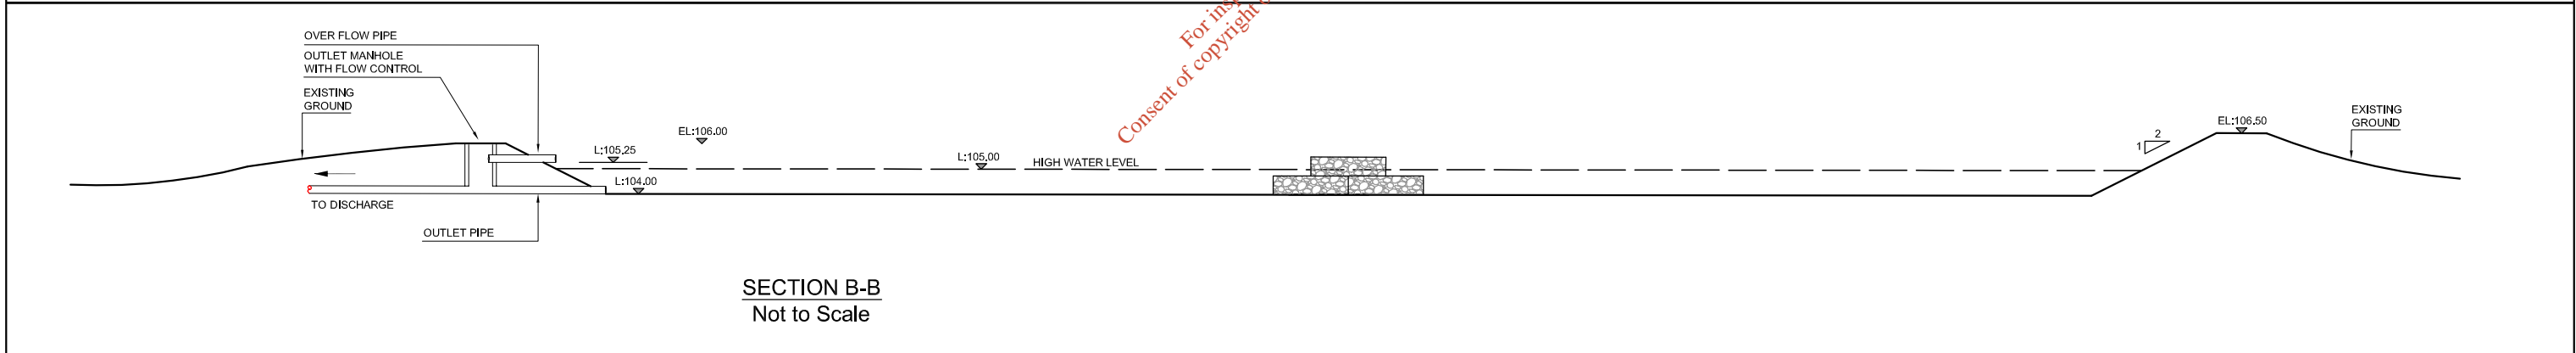 For insp
Consent of copyright
OVER FLOW PIPE
OUTLET MANHOLE
WITH FLOW CONTROL
EXISTING
GROUND
EL:106.00
L:105.25
L:105.00
HIGH WATER LEVEL
L:104.00
TO DISCHARGE
OUTLET PIPE
2
1
EL:106.50
EXISTING
GROUND
SECTION B-B
Not to Scale